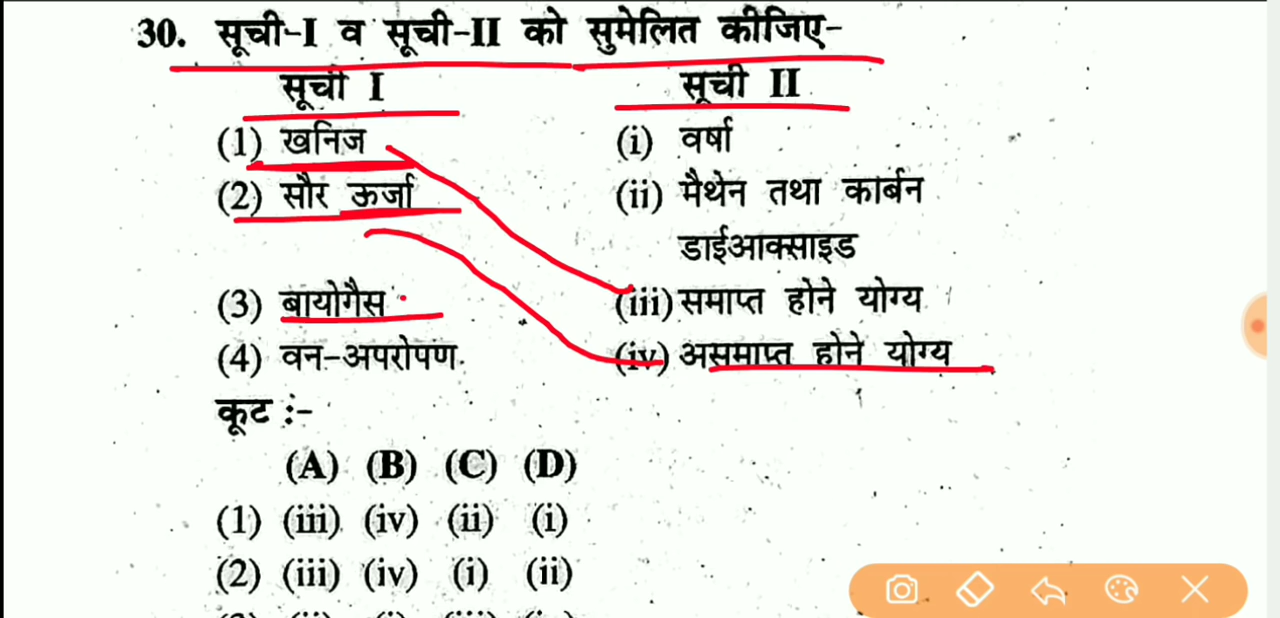 30. सूची-I व सूची-II को सुमेलित कीजिए-
सूची I सूची II
(1) खनिज (i) वर्षा
(2) सौर ऊर्जा (ii) मैथेन तथा कार्बन
डाईआक्साइड
(3) बायोगैस (iii) समाप्त होने योग्य
(4) वन-अपरोपण (iv) असमाप्त होने योग्य
कूट :-
(A) (B) (C) (D)
(1) (iii) (iv) (ii) (i)
(2) (iii) (iv) (i) (ii)